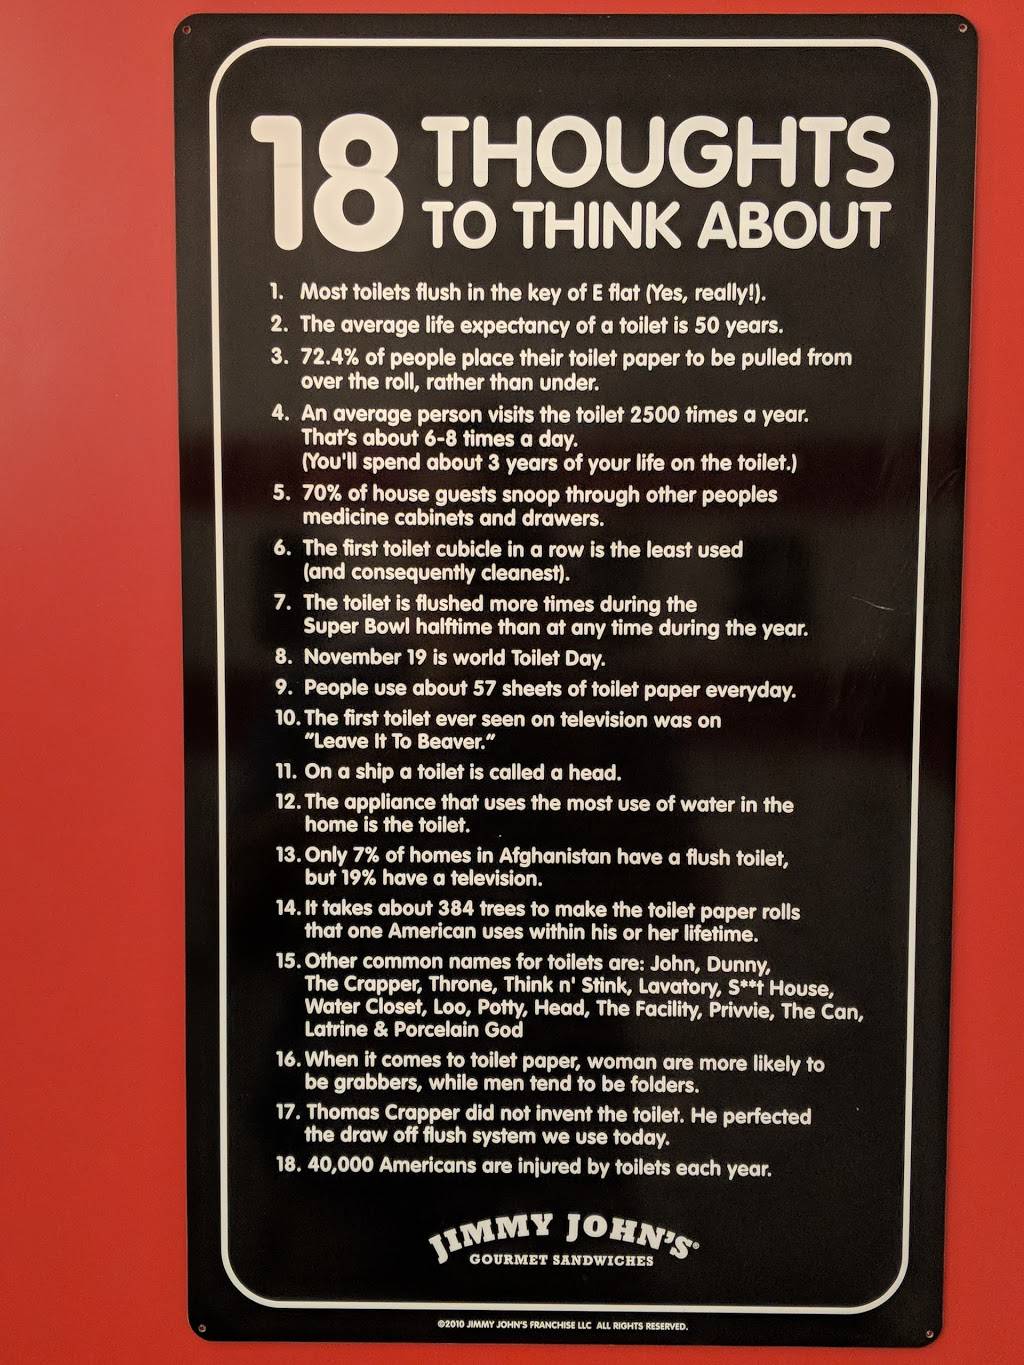 18 THOUGHTS
TO THINK ABOUT
1. Most toilets flush in the key of E flat (Yes, really!).
2. The average life expectancy of a toilet is 50 years.
3. 72.4% of people place their toilet paper to be pulled from
over the roll, rather than under.
4. An average person visits the toilet 2500 times a year.
That's about 6-8 times a day.
(You'll spend about 3 years of your life on the toilet.)
5. 70% of house guests snoop through other peoples
medicine cabinets and drawers.
6. The first toilet cubicle in a row is the least used
(and consequently cleanest).
7. The toilet is flushed more times during the
Super Bowl halftime than at any time during the year.
8. November 19 is world Toilet Day.
9. People use about 57 sheets of toilet paper everyday.
10. The first toilet ever seen on television was on
"Leave It To Beaver."
11. On a ship a toilet is called a head.
12. The appliance that uses the most use of water in the
home is the toilet.
13. Only 7% of homes in Afghanistan have a flush toilet,
but 19% have a television.
14. It takes about 384 trees to make the toilet paper rolls
that one American uses within his or her lifetime.
15. Other common names for toilets are: John, Dunny,
The Crapper, Throne, Think n' Stink, Lavatory, S**t House,
Water Closet, Loo, Potty, Head, The Facility, Privvie, The Can,
Latrine & Porcelain God
16. When it comes to toilet paper, woman are more likely to
be grabbers, while men tend to be folders.
17. Thomas Crapper did not invent the toilet. He perfected
the draw off flush system we use today.
18. 40,000 Americans are injured by toilets each year.
JIMMY JOHN'S®
GOURMET SANDWICHES
©2010 JIMMY JOHN'S FRANCHISE LLC ALL RIGHTS RESERVED.